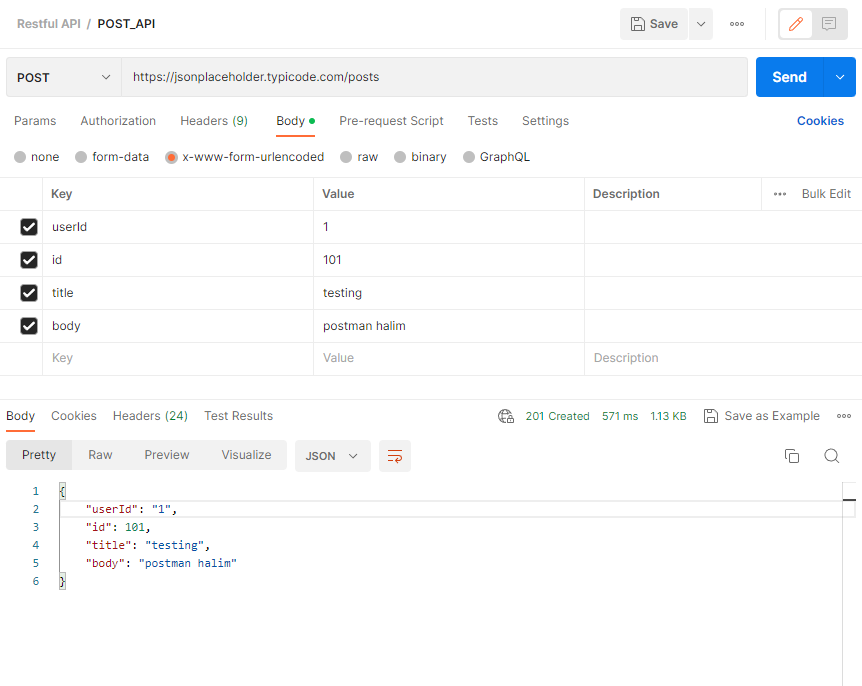 Restful API / POST_API Save
POST https://jsonplaceholder.typicode.com/posts Send
Params Authorization Headers (9) Body Pre-request Script Tests Settings Cookies
none form-data x-www-form-urlencoded raw binary GraphQL
Key Value Description Bulk Edit
userId 1
id 101
title testing
body postman halim
Key Value Description
Body Cookies Headers (24) Test Results 201 Created 571 ms 1.13 KB Save as Example
Pretty Raw Preview Visualize JSON
1 {
2 "userId": "1",
3 "id": 101,
4 "title": "testing",
5 "body": "postman halim"
6 }